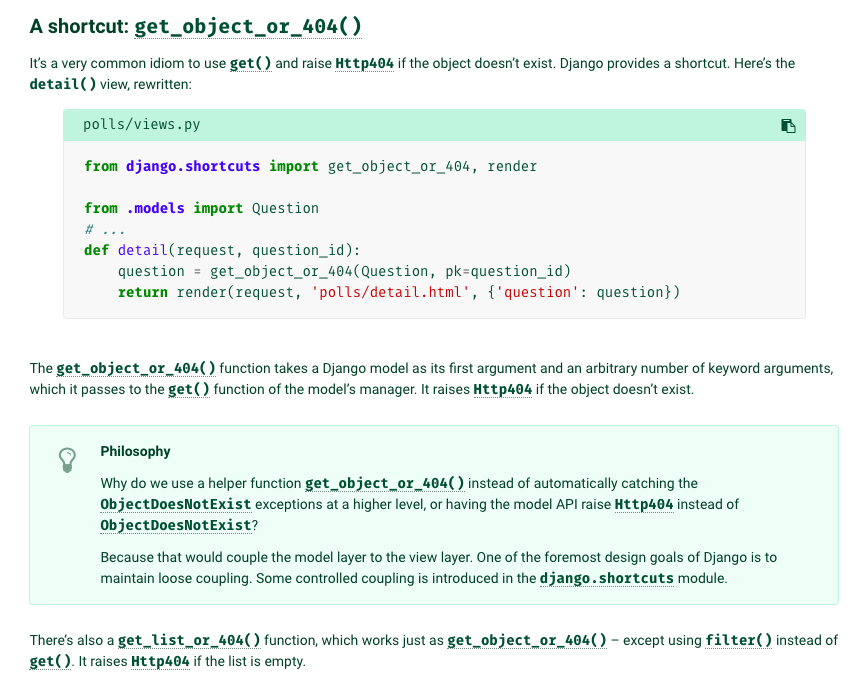 A shortcut: get_object_or_404()
It’s a very common idiom to use get() and raise Http404 if the object doesn’t exist. Django provides a shortcut. Here’s the
detail() view, rewritten:
polls/views.py
from django.shortcuts import get_object_or_404, render
from .models import Question
# ...
def detail(request, question_id):
    question = get_object_or_404(Question, pk=question_id)
    return render(request, 'polls/detail.html', {'question': question})
The get_object_or_404() function takes a Django model as its first argument and an arbitrary number of keyword arguments,
which it passes to the get() function of the model’s manager. It raises Http404 if the object doesn’t exist.
Philosophy
Why do we use a helper function get_object_or_404() instead of automatically catching the
ObjectDoesNotExist exceptions at a higher level, or having the model API raise Http404 instead of
ObjectDoesNotExist?
Because that would couple the model layer to the view layer. One of the foremost design goals of Django is to
maintain loose coupling. Some controlled coupling is introduced in the django.shortcuts module.
There’s also a get_list_or_404() function, which works just as get_object_or_404() – except using filter() instead of
get(). It raises Http404 if the list is empty.